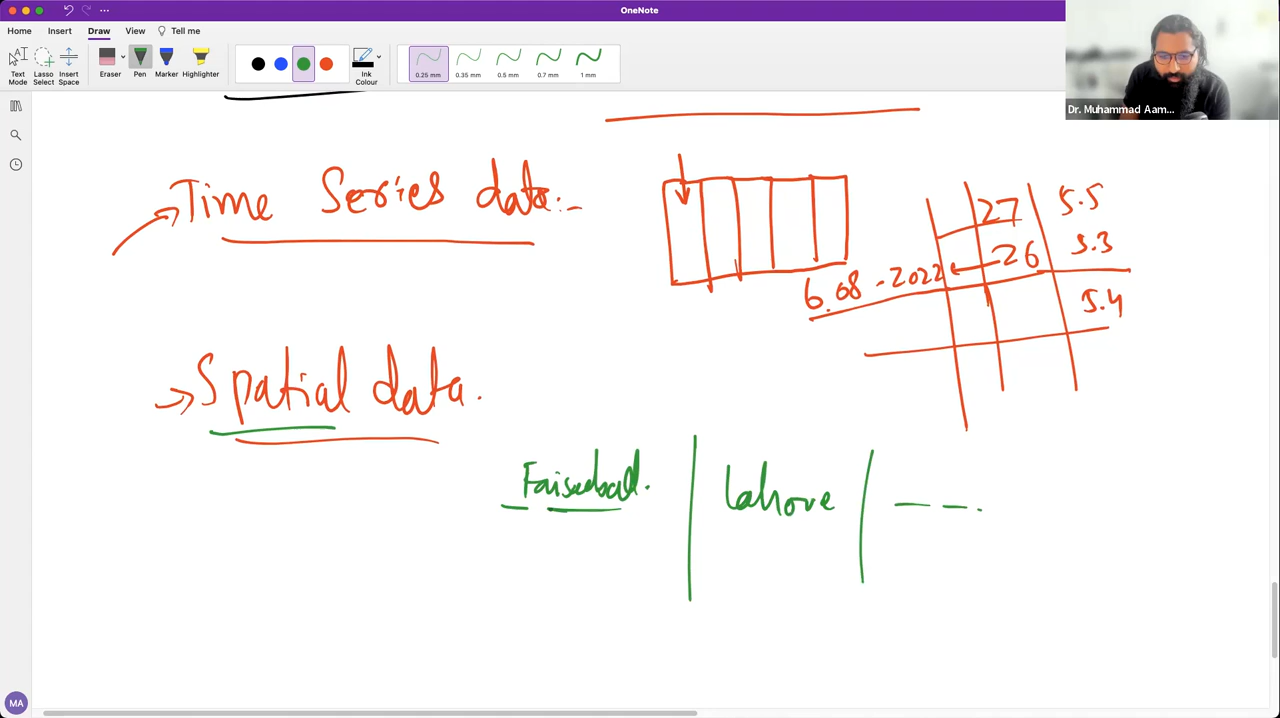 OneNote
Home Insert Draw View Tell me
Text Mode
Lasso Select
Insert Space
Eraser
Pen
Marker
Highlighter
Ink Colour
0.25 mm
0.35 mm
0.5 mm
0.7 mm
1 mm
Dr. Muhammad Aam...
Time Series data:-
27 5.5
26 5.3
6.08-2022
5.4
Spatial data.
Faisabad. Lahore
MA